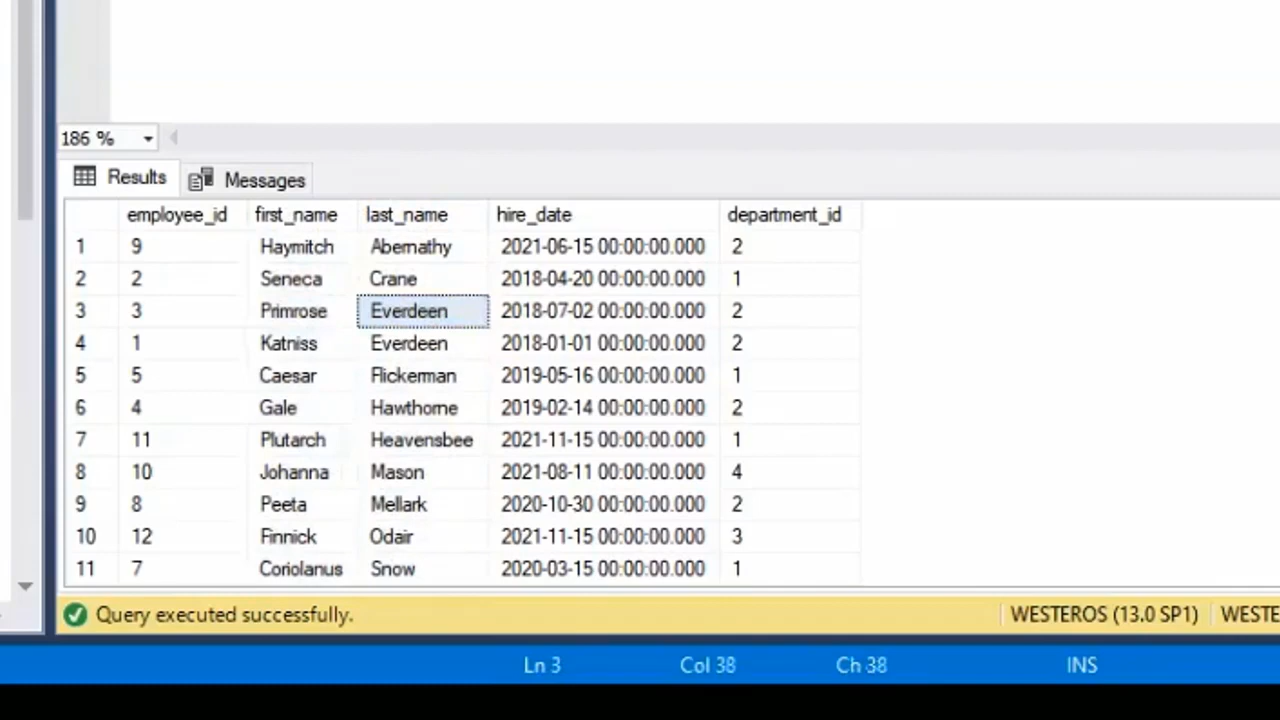 186 %
Results Messages
employee_id first_name last_name hire_date department_id
1 9 Haymitch Abernathy 2021-06-15 00:00:00.000 2
2 2 Seneca Crane 2018-04-20 00:00:00.000 1
3 3 Primrose Everdeen 2018-07-02 00:00:00.000 2
4 1 Katniss Everdeen 2018-01-01 00:00:00.000 2
5 5 Caesar Flickerman 2019-05-16 00:00:00.000 1
6 4 Gale Hawthorne 2019-02-14 00:00:00.000 2
7 11 Plutarch Heavensbee 2021-11-15 00:00:00.000 1
8 10 Johanna Mason 2021-08-11 00:00:00.000 4
9 8 Peeta Mellark 2020-10-30 00:00:00.000 2
10 12 Finnick Odair 2021-11-15 00:00:00.000 3
11 7 Coriolanus Snow 2020-03-15 00:00:00.000 1
Query executed successfully. WESTEROS (13.0 SP1) WESTE
Ln 3 Col 38 Ch 38 INS